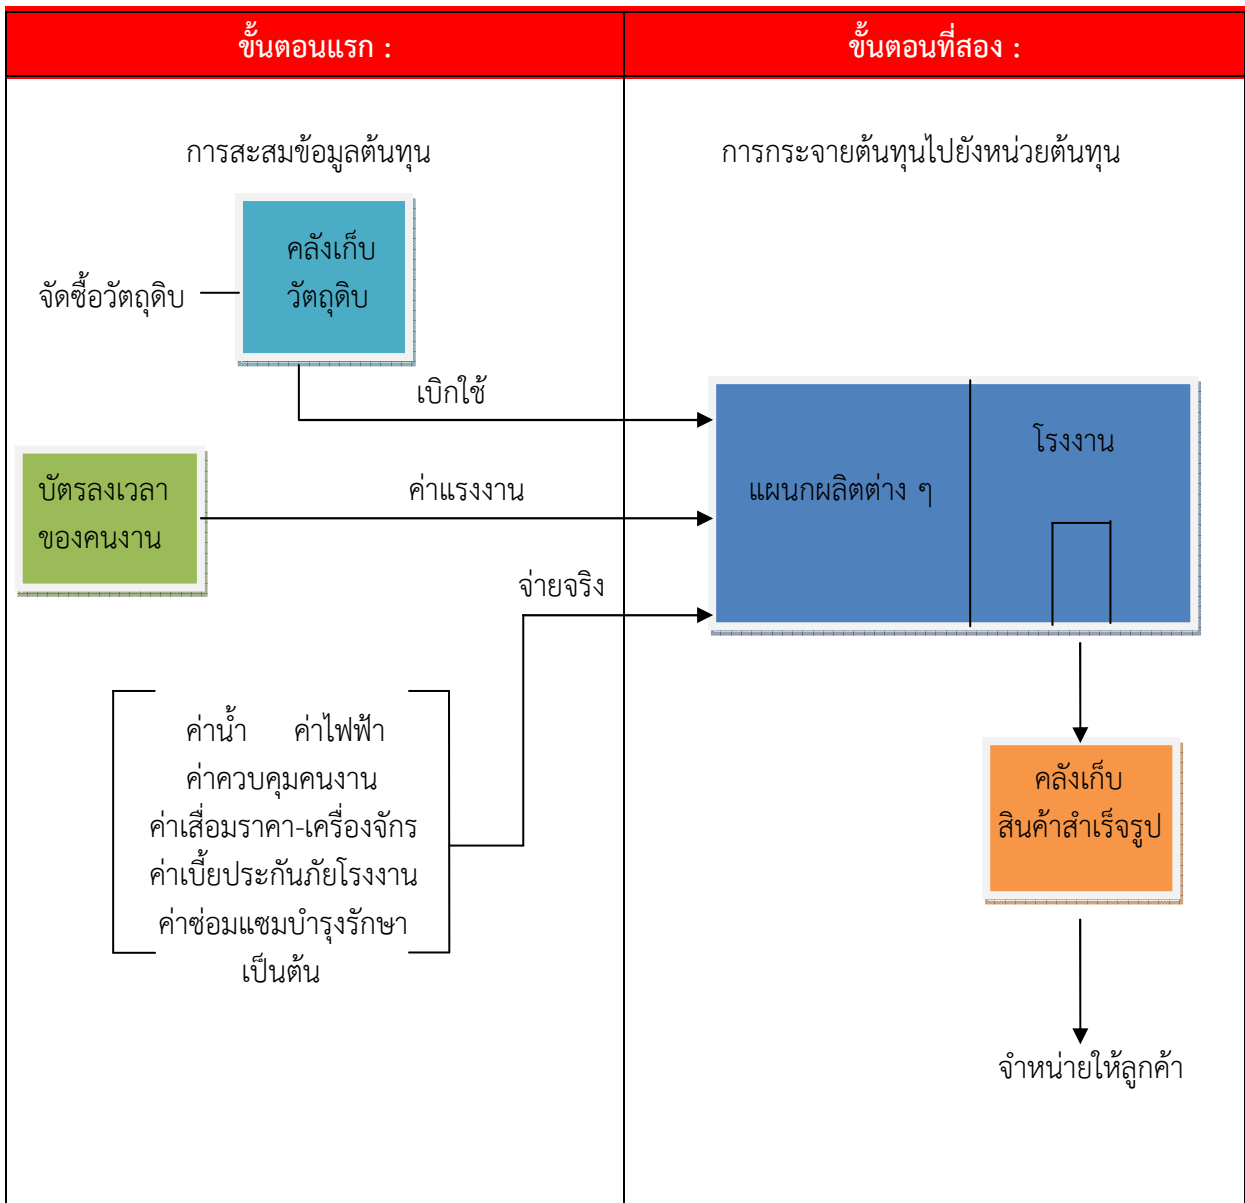 ขั้นตอนแรก :
ขั้นตอนที่สอง :
การสะสมข้อมูลต้นทุน
การกระจายต้นทุนไปยังหน่วยต้นทุน
จัดซื้อวัตถุดิบ
คลังเก็บ
วัตถุดิบ
เบิกใช้
บัตรลงเวลา
ของคนงาน
ค่าแรงงาน
จ่ายจริง
แผนกผลิตต่าง ๆ
โรงงาน
ค่าน้ำ ค่าไฟฟ้า
ค่าควบคุมคนงาน
ค่าเสื่อมราคา-เครื่องจักร
ค่าเบี้ยประกันภัยโรงงาน
ค่าซ่อมแซมบำรุงรักษา
เป็นต้น
คลังเก็บ
สินค้าสำเร็จรูป
จำหน่ายให้ลูกค้า